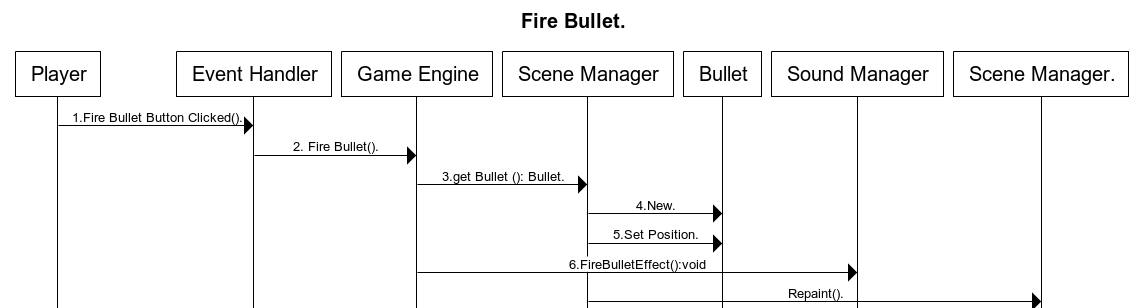 Fire Bullet.
Player
Event Handler
Game Engine
Scene Manager
Bullet
Sound Manager
Scene Manager.
1.Fire Bullet Button Clicked().
2. Fire Bullet().
3.get Bullet (): Bullet.
4.New.
5.Set Position.
6.FireBulletEffect():void
Repaint().